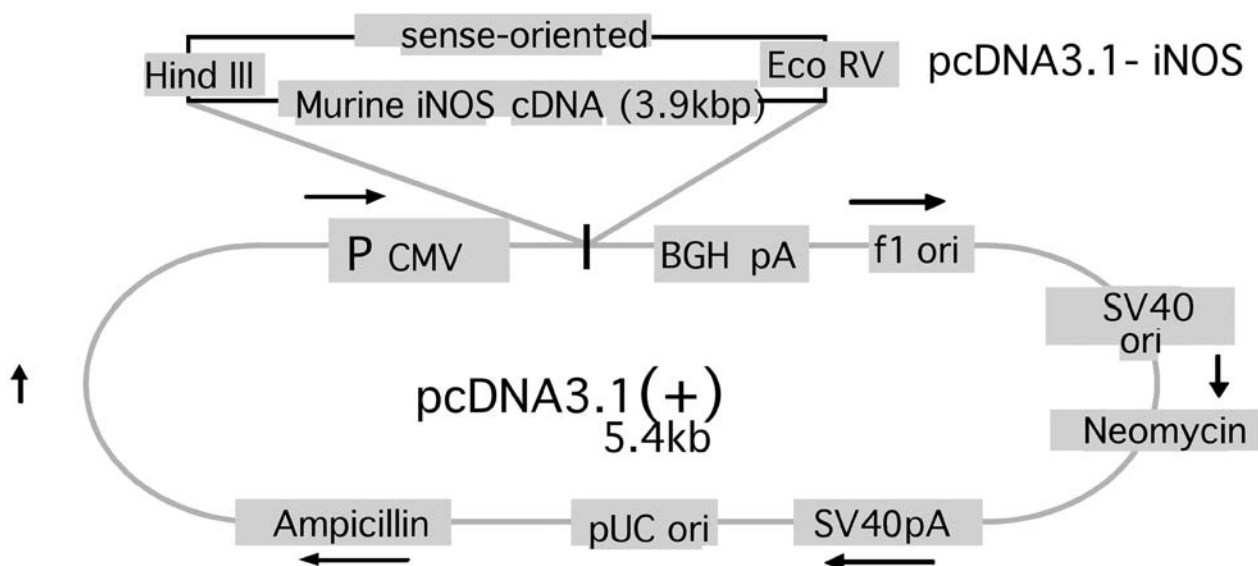 sense-oriented
Hind III
Eco RV
pcDNA3.1- iNOS
Murine iNOS cDNA (3.9kbp)
P CMV
BGH pA
f1 ori
SV40
ori
pcDNA3.1(+)
5.4kb
Neomycin
Ampicillin
pUC ori
SV40pA